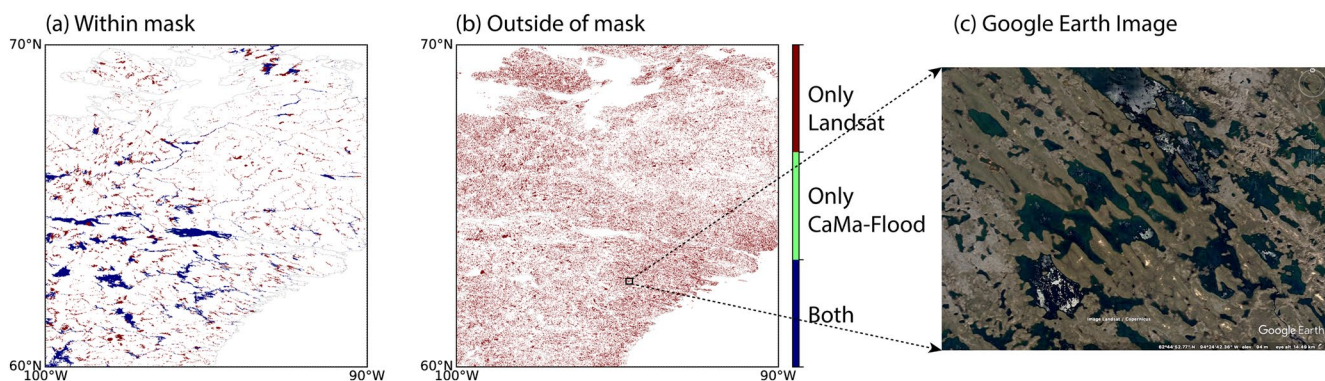 (a) Within mask
(b) Outside of mask
(c) Google Earth Image
70°N
60°N
100°W
90°W
70°N
60°N
100°W
90°W
Only
Landsat
Only
CaMa-Flood
Both
Image Landsat / Copernicus
Google Earth